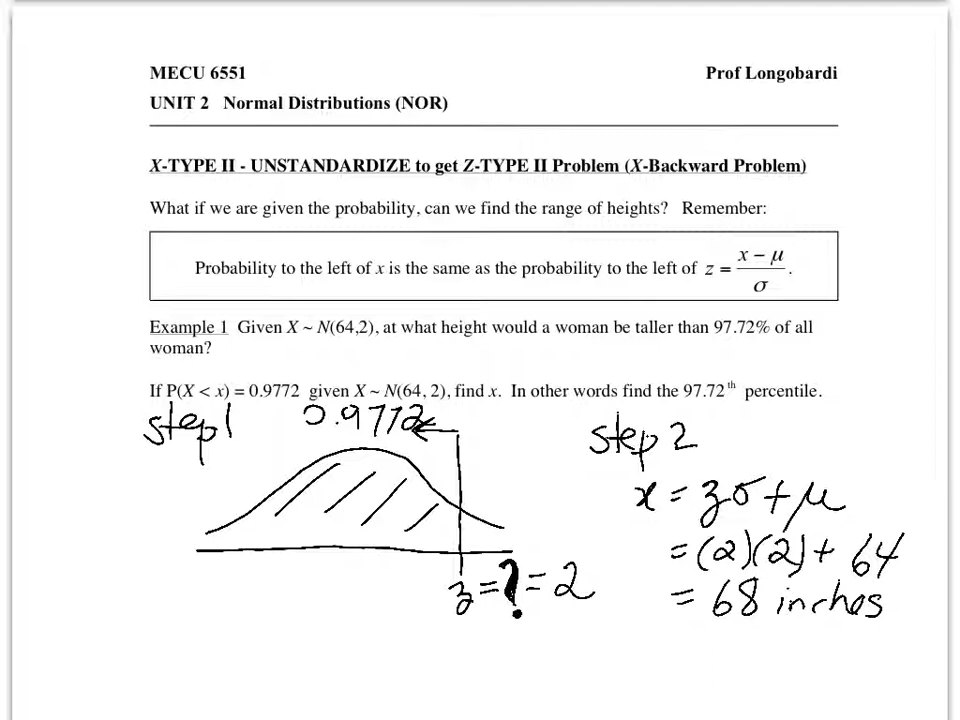 MECU 6551 Prof Longobardi
UNIT 2 Normal Distributions (NOR)
X-TYPE II - UNSTANDARDIZE to get Z-TYPE II Problem (X-Backward Problem)
What if we are given the probability, can we find the range of heights? Remember:
Probability to the left of x is the same as the probability to the left of z = (x − μ)/σ.
Example 1 Given X ~ N(64,2), at what height would a woman be taller than 97.72% of all
woman?
If P(X < x) = 0.9772 given X ~ N(64, 2), find x. In other words find the 97.72th percentile.
step 1
0.9772
z = ? = 2
step 2
x = zσ + μ
= (2)(2) + 64
= 68 inches